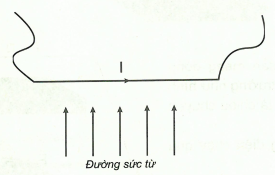 I
Đường sức từ